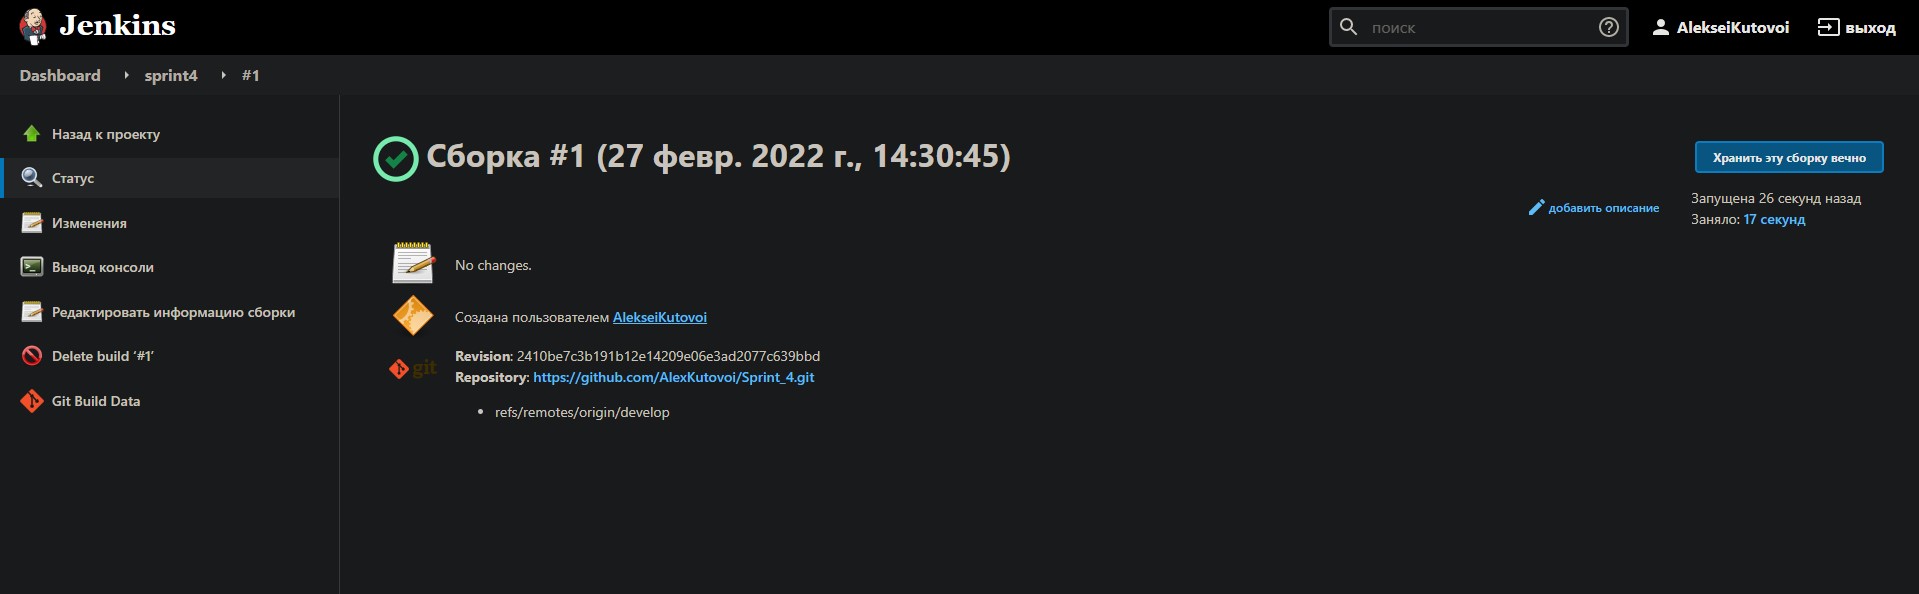 Jenkins
поиск
AlekseiKutovoi
выход
Dashboard sprint4 #1
Назад к проекту
Статус
Изменения
Вывод консоли
Редактировать информацию сборки
Delete build ‘#1’
Git Build Data
Сборка #1 (27 февр. 2022 г., 14:30:45)
Хранить эту сборку вечно
добавить описание
Запущена 26 секунд назад
Заняло: 17 секунд
No changes.
Создана пользователем AlekseiKutovoi
git
Revision: 2410be7c3b191b12e14209e06e3ad2077c639bbd
Repository: https://github.com/AlexKutovoi/Sprint_4.git
• refs/remotes/origin/develop